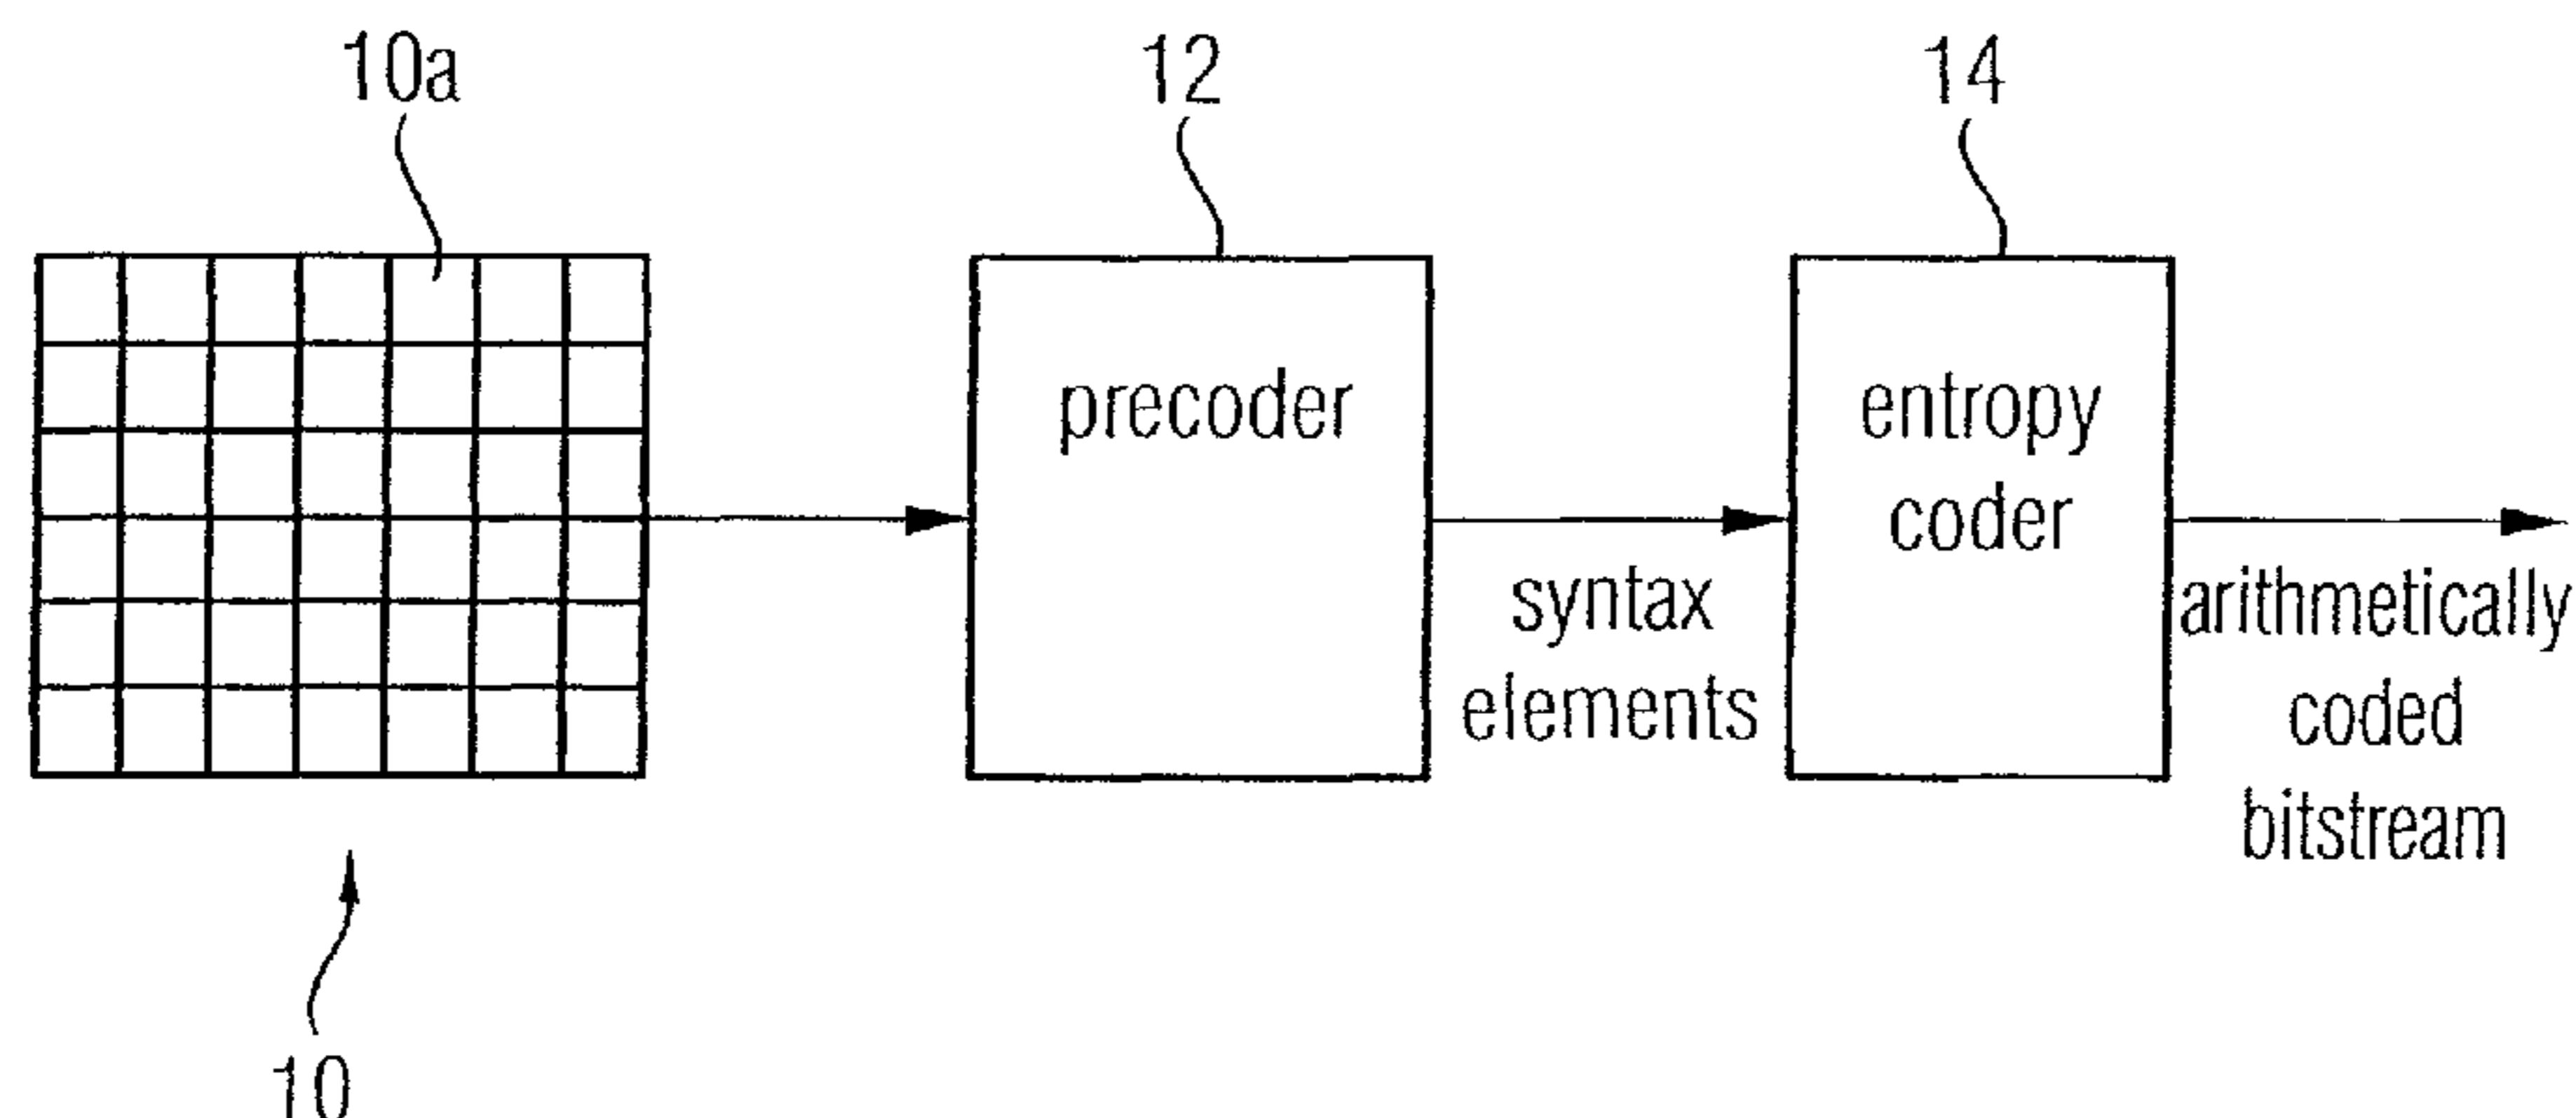 10a
12
14
precoder
entropy
coder
syntax
elements
arithmetically
coded
bitstream
10